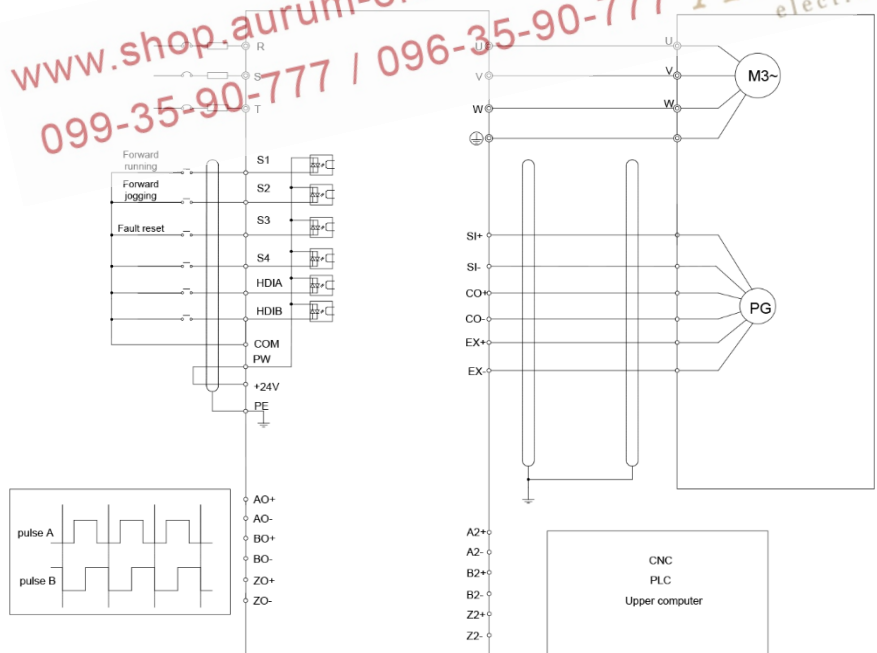 www.shop.aurum-
099-35-90-777 / 096-35-90-777
R
S
T
U
V
W
U
V
W
M3~
Forward
running
Forward
jogging
Fault reset
S1
S2
S3
S4
HDIA
HDIB
COM
PW
+24V
PE
SI+
SI-
CO+
CO-
EX+
EX-
PG
pulse A
pulse B
AO+
AO-
BO+
BO-
ZO+
ZO-
A2+
A2-
B2+
B2-
Z2+
Z2-
CNC
PLC
Upper computer